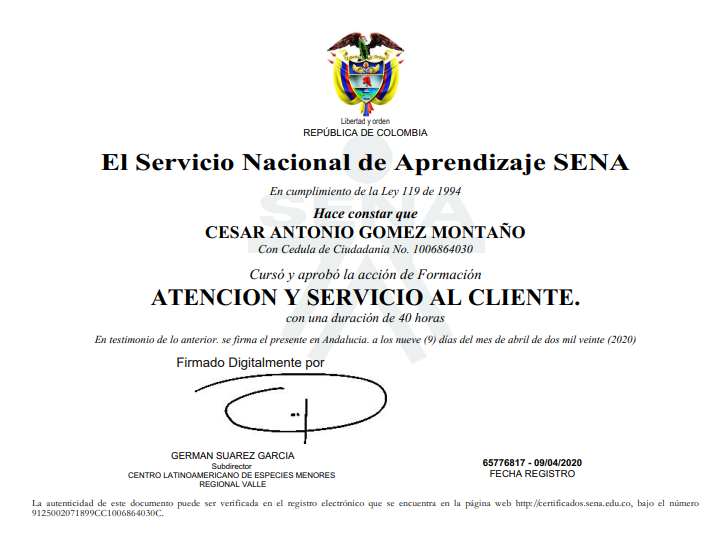 Libertad y orden
REPÚBLICA DE COLOMBIA
SENA
El Servicio Nacional de Aprendizaje SENA
En cumplimiento de la Ley 119 de 1994
Hace constar que
CESAR ANTONIO GOMEZ MONTAÑO
Con Cedula de Ciudadania No. 1006864030
Cursó y aprobó la acción de Formación
ATENCION Y SERVICIO AL CLIENTE.
con una duración de 40 horas
En testimonio de lo anterior. se firma el presente en Andalucia. a los nueve (9) días del mes de abril de dos mil veinte (2020)
Firmado Digitalmente por
GERMAN SUAREZ GARCIA
Subdirector
CENTRO LATINOAMERICANO DE ESPECIES MENORES
REGIONAL VALLE
65776817 - 09/04/2020
FECHA REGISTRO
La autenticidad de este documento puede ser verificada en el registro electrónico que se encuentra en la página web http://certificados.sena.edu.co, bajo el número
9125002071899CC1006864030C.